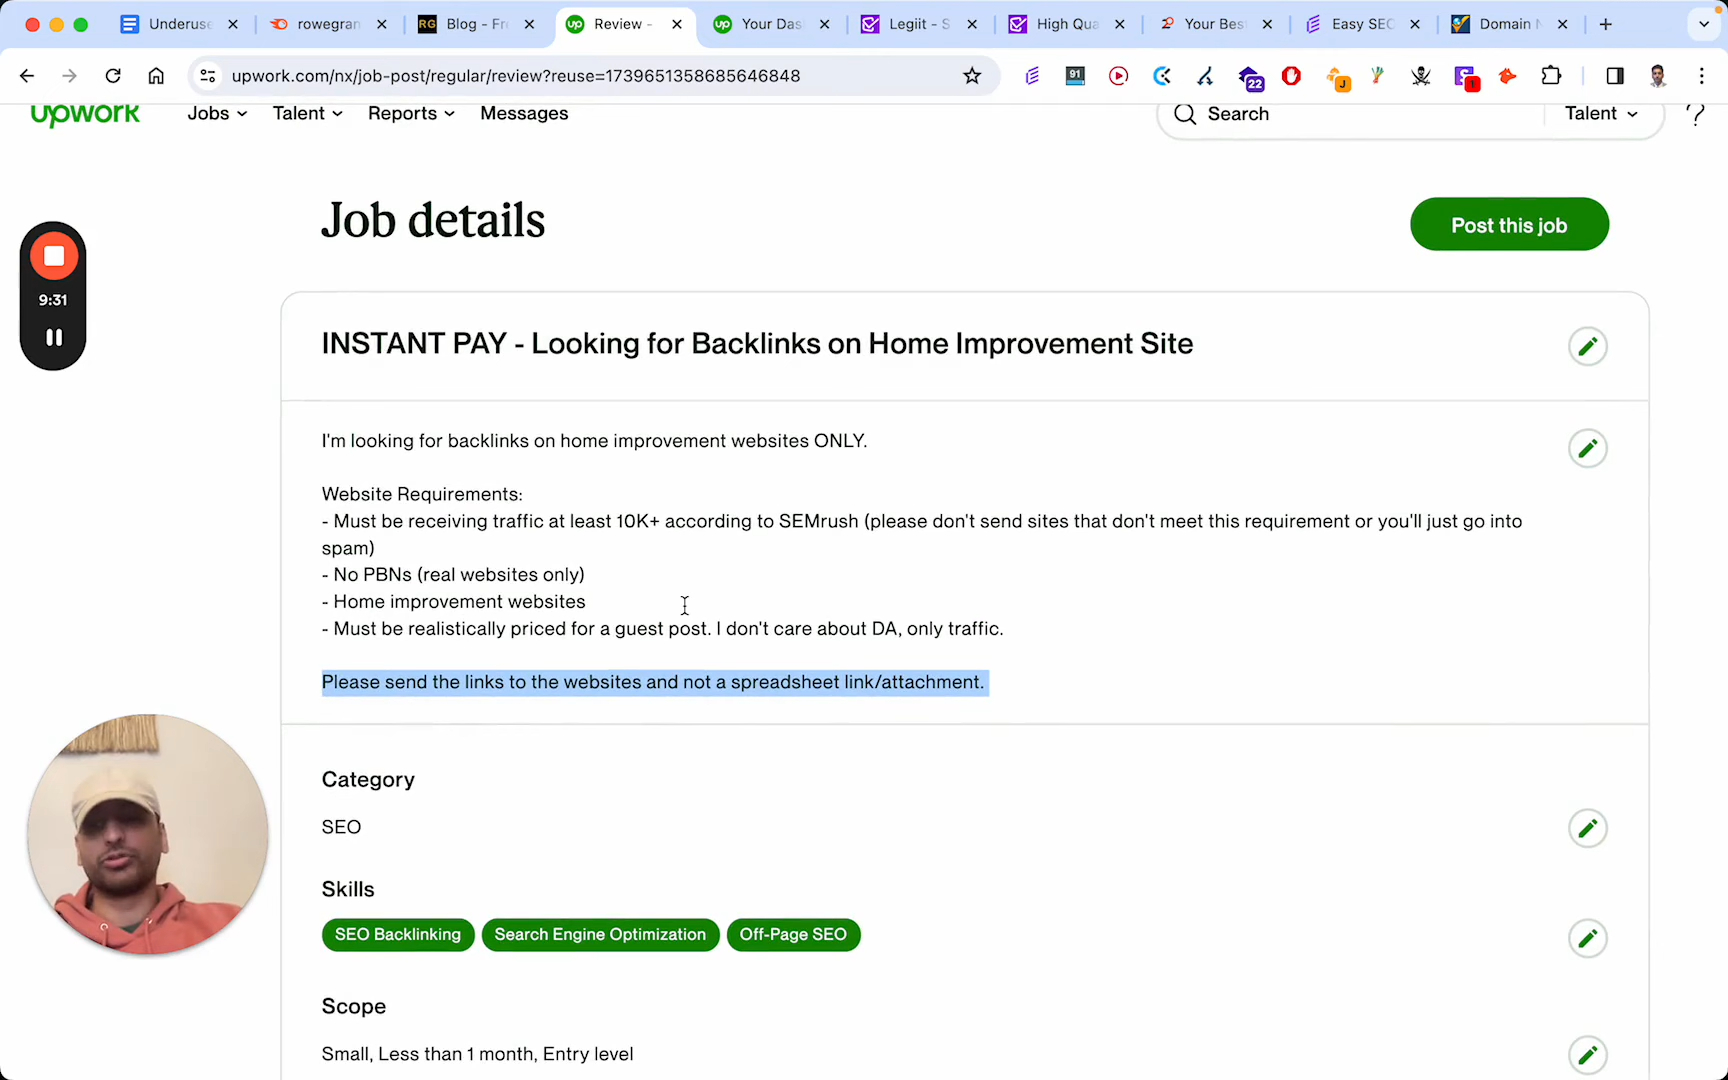 Underuse
rowegran
RG
Blog - Fr
up
Review -
up
Your Das
Legiit - S
High Qua
Your Bes
Easy SEO
Domain N
upwork.com/nx/job-post/regular/review?reuse=1739651358685646848
91
22
J
upwork
Jobs
Talent
Reports
Messages
Search
Talent
?
Job details
Post this job
9:31
INSTANT PAY - Looking for Backlinks on Home Improvement Site
I'm looking for backlinks on home improvement websites ONLY.
Website Requirements:
- Must be receiving traffic at least 10K+ according to SEMrush (please don't send sites that don't meet this requirement or you'll just go into
spam)
- No PBNs (real websites only)
- Home improvement websites
- Must be realistically priced for a guest post. I don't care about DA, only traffic.
Please send the links to the websites and not a spreadsheet link/attachment.
Category
SEO
Skills
SEO Backlinking
Search Engine Optimization
Off-Page SEO
Scope
Small, Less than 1 month, Entry level